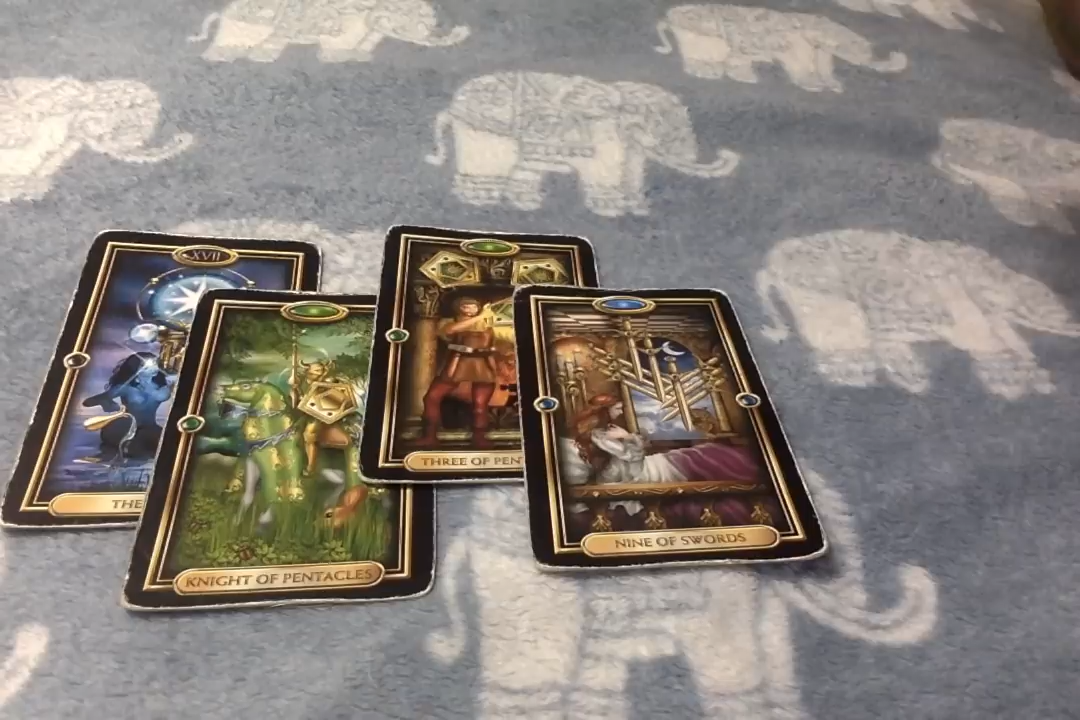 XVII
THE
KNIGHT OF PENTACLES
THREE OF PEN
NINE OF SWORDS